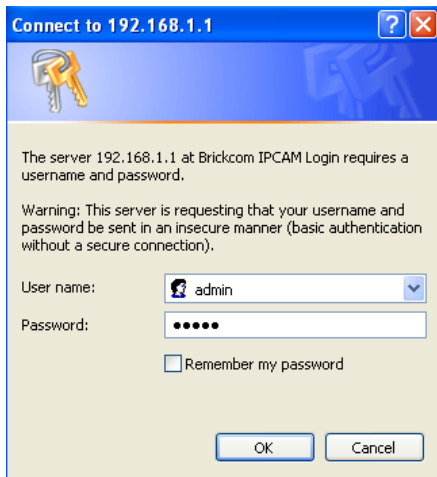 Connect to 192.168.1.1
The server 192.168.1.1 at Brickcom IPCAM Login requires a
username and password.
Warning: This server is requesting that your username and
password be sent in an insecure manner (basic authentication
without a secure connection).
User name:
admin
Password:
•••••
Remember my password
OK
Cancel